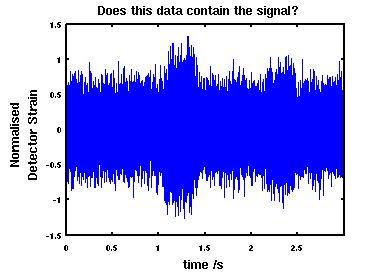 Does this data contain the signal?
1.5
1
0.5
0
-0.5
-1
-1.5
Normalised
Detector Strain
0 0.5 1 1.5 2 2.5
time /s